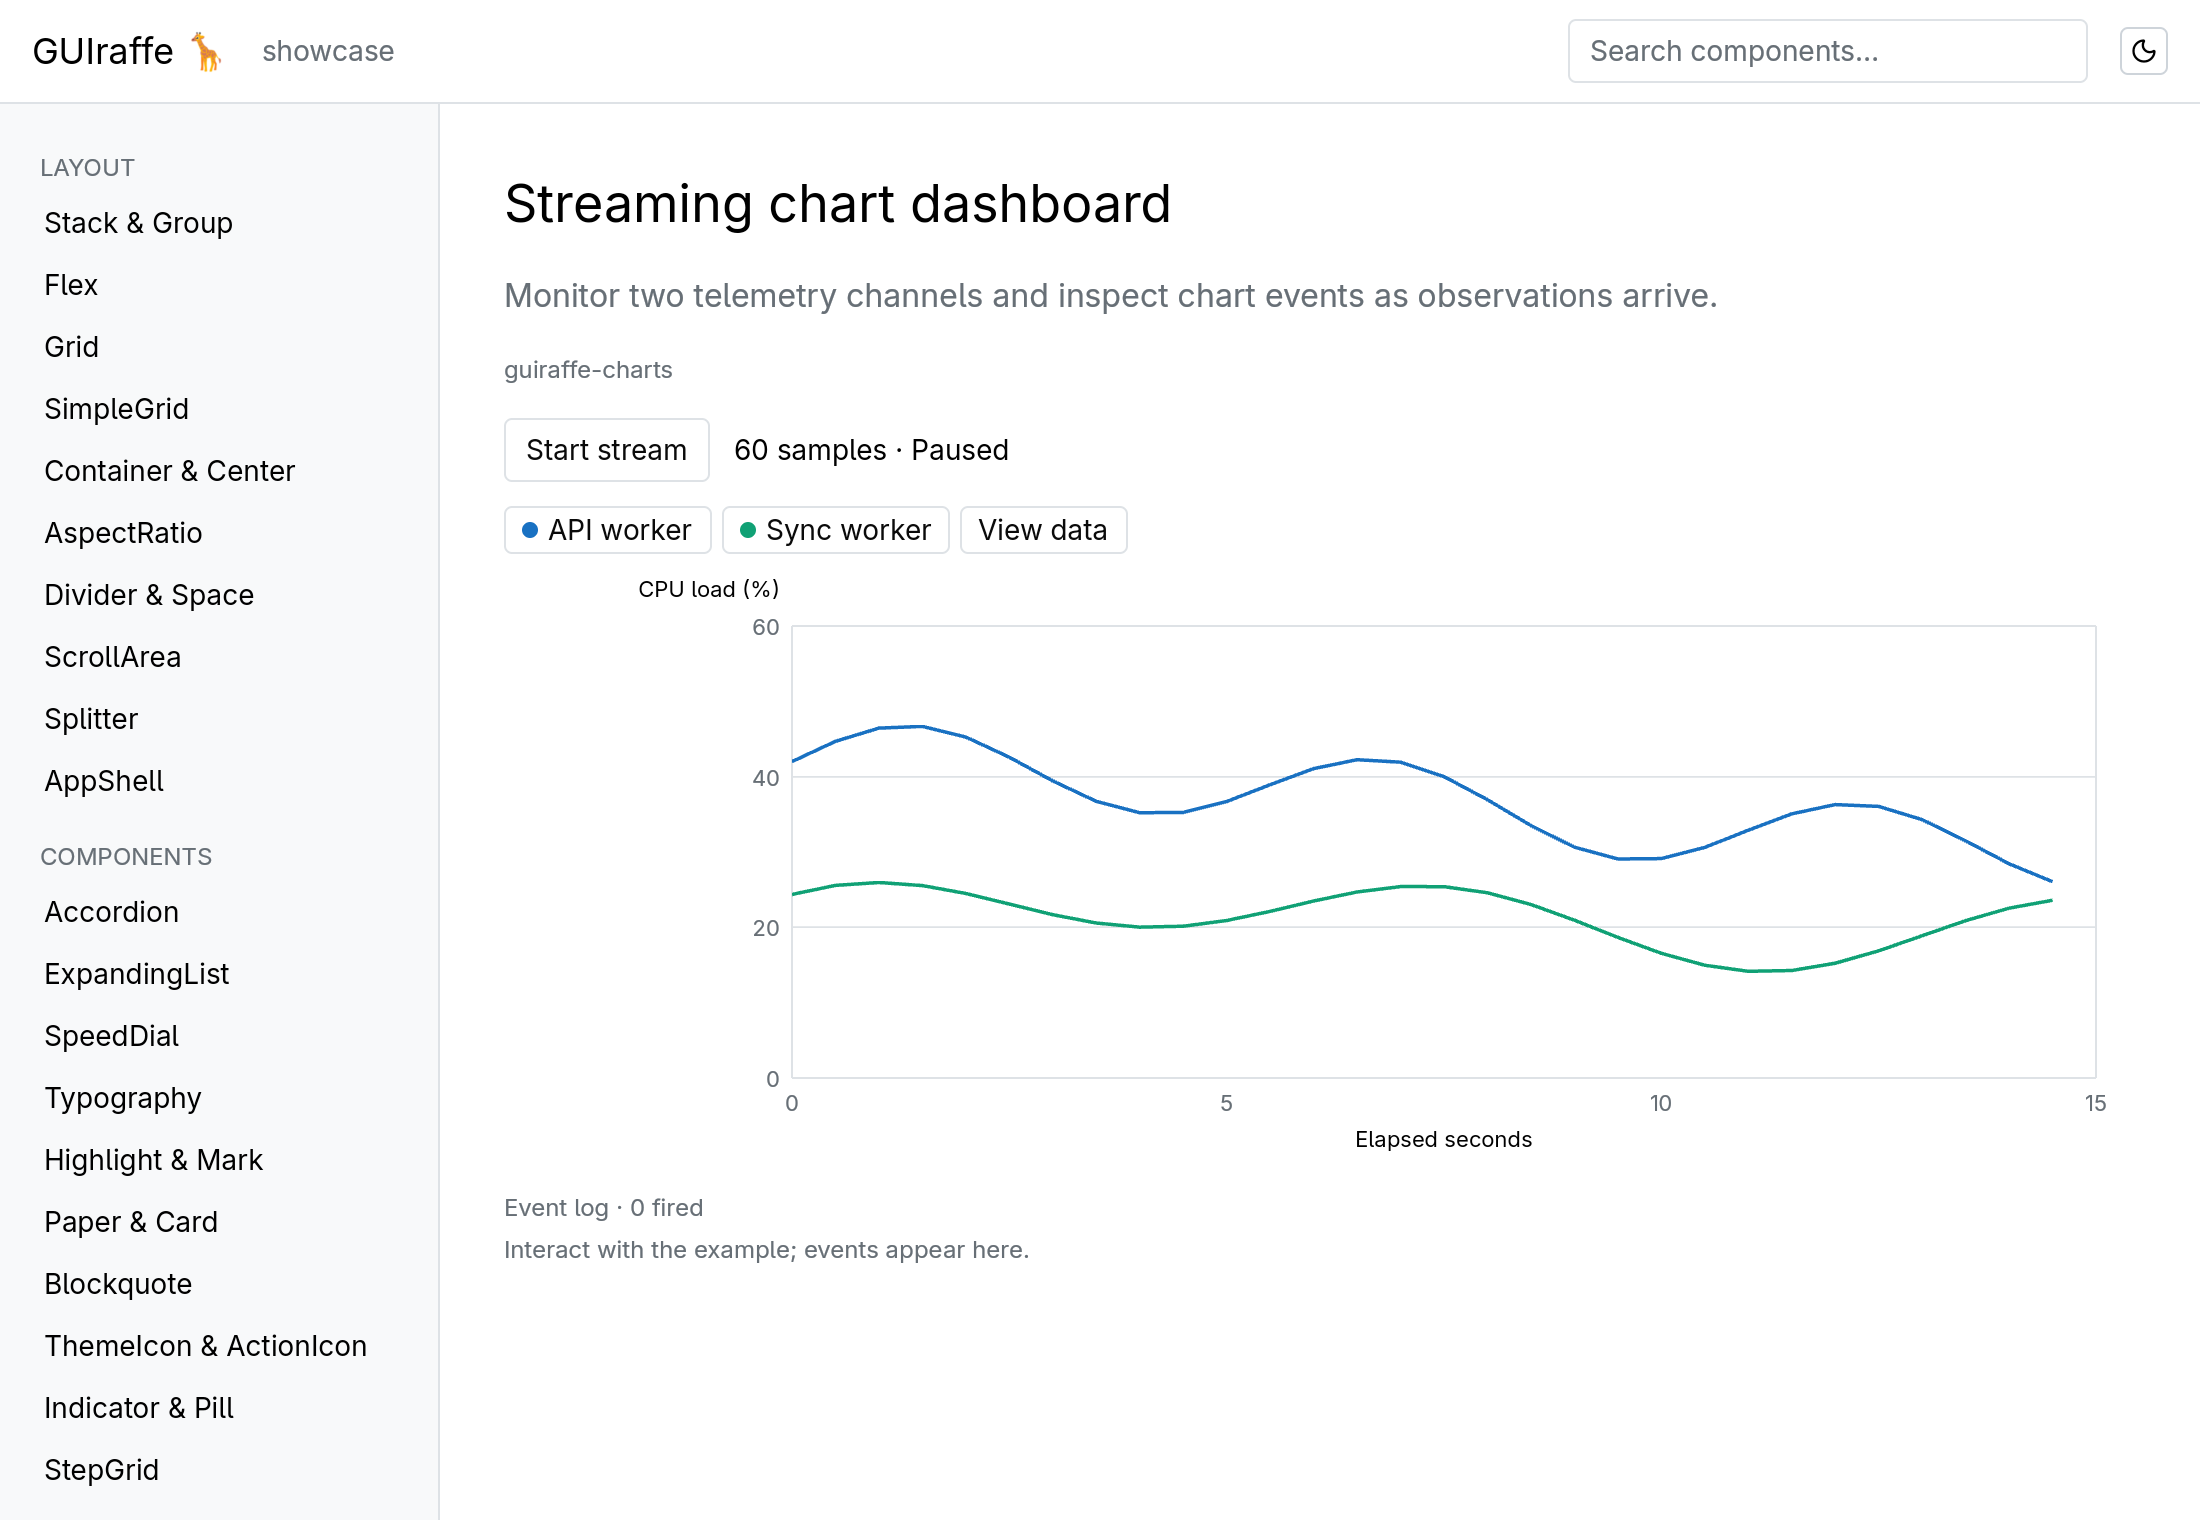 GUIraffe 🦒 showcase Search components...
LAYOUT
Stack & Group
Flex
Grid
SimpleGrid
Container & Center
AspectRatio
Divider & Space
ScrollArea
Splitter
AppShell
COMPONENTS
Accordion
ExpandingList
SpeedDial
Typography
Highlight & Mark
Paper & Card
Blockquote
ThemeIcon & ActionIcon
Indicator & Pill
StepGrid
Streaming chart dashboard
Monitor two telemetry channels and inspect chart events as observations arrive.
guiraffe-charts
Start stream 60 samples · Paused
API worker Sync worker View data
CPU load (%)
60
40
20
0
0 5 10 15
Elapsed seconds
Event log · 0 fired
Interact with the example; events appear here.